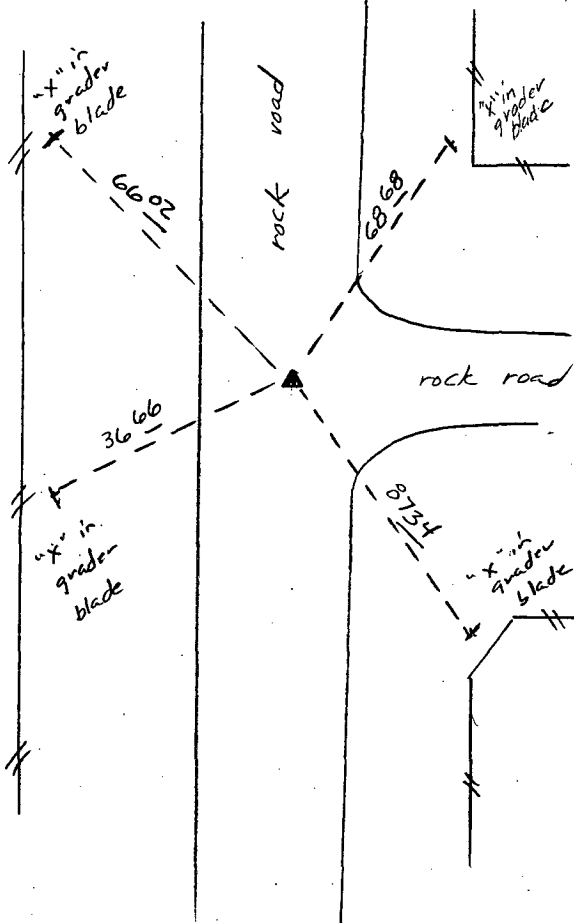 "X" in
grader
blade
66 02
rock road
68 68
"X" in
grader
blade
rock road
36 66
"X" in
grader
blade
87 34
"X" in
grader
blade